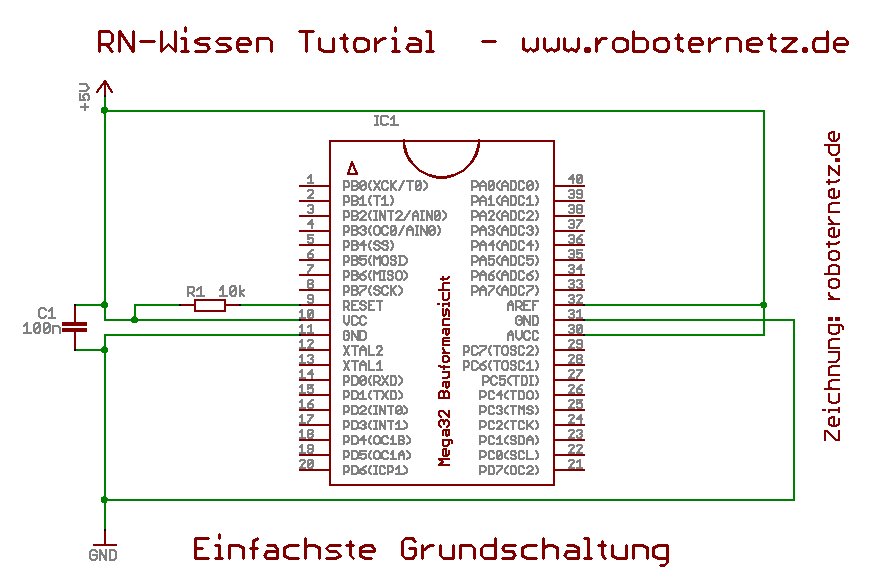 RN-Wissen Tutorial - www.roboternetz.de
+5V
IC1
1 PB0(XCK/T0) PA0(ADC0) 40
2 PB1(T1) PA1(ADC1) 39
3 PB2(INT2/AIN0) PA2(ADC2) 38
4 PB3(OC0/AIN0) PA3(ADC3) 37
5 PB4(SS) PA4(ADC4) 36
6 PB5(MOSI) PA5(ADC5) 35
7 PB6(MISO) PA6(ADC6) 34
8 PB7(SCK) PA7(ADC7) 33
R1 10k
9 RESET AREF 32
C1
100n
10 VCC GND 31
11 GND AVCC 30
12 XTAL2 PC7(TOSC2) 29
13 XTAL1 PC6(TOSC1) 28
14 PD0(RXD) PC5(TDI) 27
15 PD1(TXD) PC4(TDO) 26
16 PD2(INT0) PC3(TMS) 25
17 PD3(INT1) PC2(TCK) 24
18 PD4(OC1B) PC1(SDA) 23
19 PD5(OC1A) PC0(SCL) 22
20 PD6(ICP1) PD7(OC2) 21
Mega32 Bauformansicht
Zeichnung: roboternetz.de
GND
Einfachste Grundschaltung